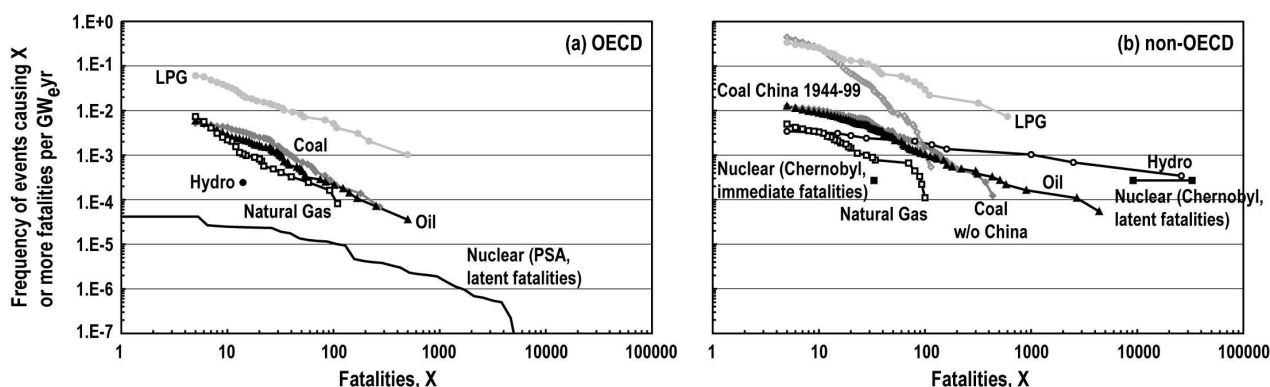 Frequency of events causing X
or more fatalities per GWeyr
1.E+0
1.E-1
1.E-2
1.E-3
1.E-4
1.E-5
1.E-6
1.E-7
(a) OECD
LPG
Coal
Hydro
Natural Gas
Oil
Nuclear (PSA,
latent fatalities)
1 10 100 1000 10000 100000
Fatalities, X
(b) non-OECD
Coal China 1944-99
LPG
Nuclear (Chernobyl,
immediate fatalities)
Hydro
Oil
Nuclear (Chernobyl,
latent fatalities)
Natural Gas
Coal
w/o China
1 10 100 1000 10000 100000
Fatalities, X